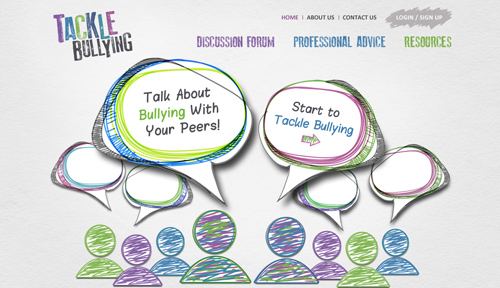 TACKLE
BULLYING
HOME | ABOUT US | CONTACT US
LOGIN / SIGN UP
DISCUSSION FORUM
PROFESSIONAL ADVICE
RESOURCES
Talk About
Bullying With
Your Peers!
Start to
Tackle Bullying